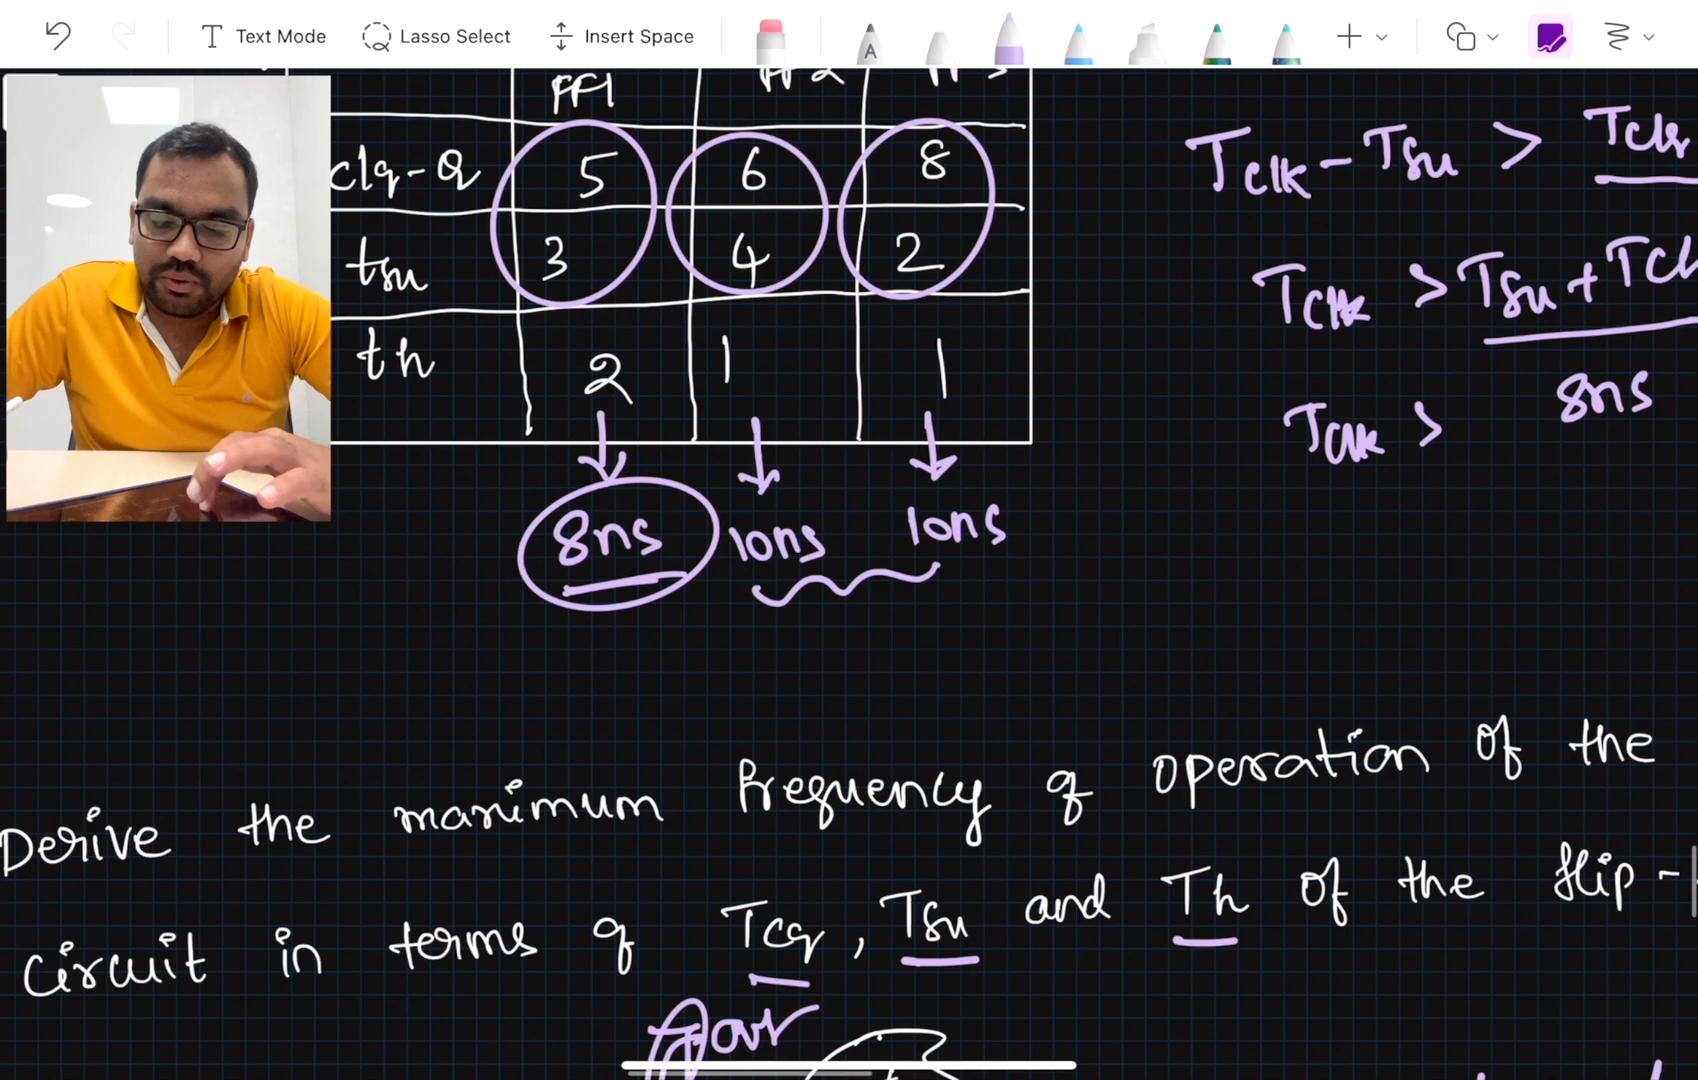 Text Mode Lasso Select Insert Space
A
FF1
clq-Q 5 6 8
tsu 3 4 2
th 2 1 1
8ns 10ns 10ns
Tclk - Tsu >
Tclk > Tsu +
Tclk > 8ns
Derive the maximum frequency of operation of the
circuit in terms of Tcq, Tsu and Th of the flip-